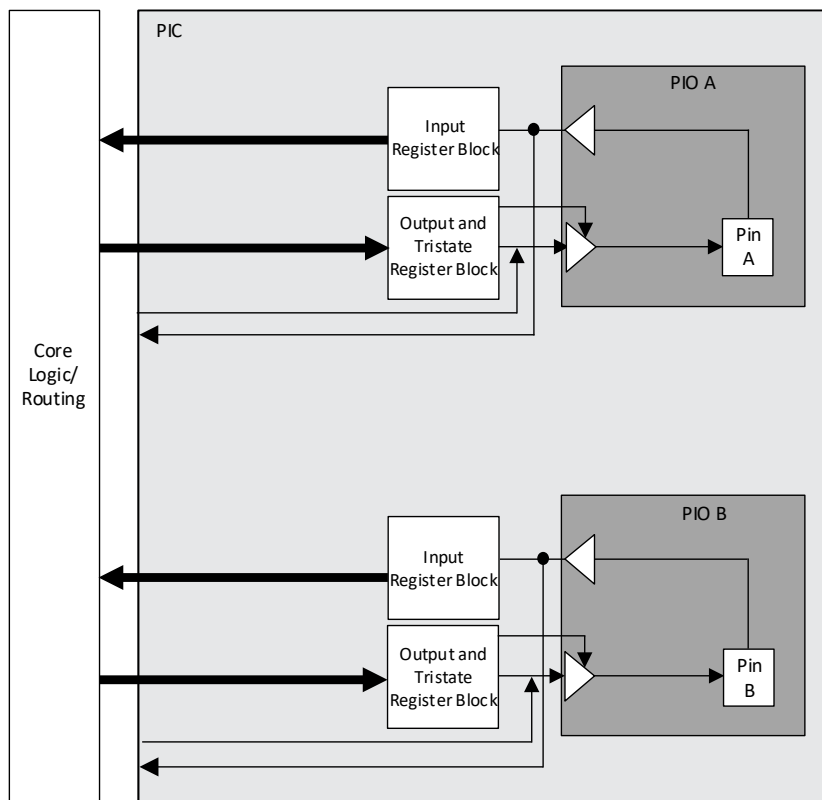 PIC
PIO A
Input
Register Block
Output and
Tristate
Register Block
Pin
A
Core
Logic/
Routing
PIO B
Input
Register Block
Output and
Tristate
Register Block
Pin
B